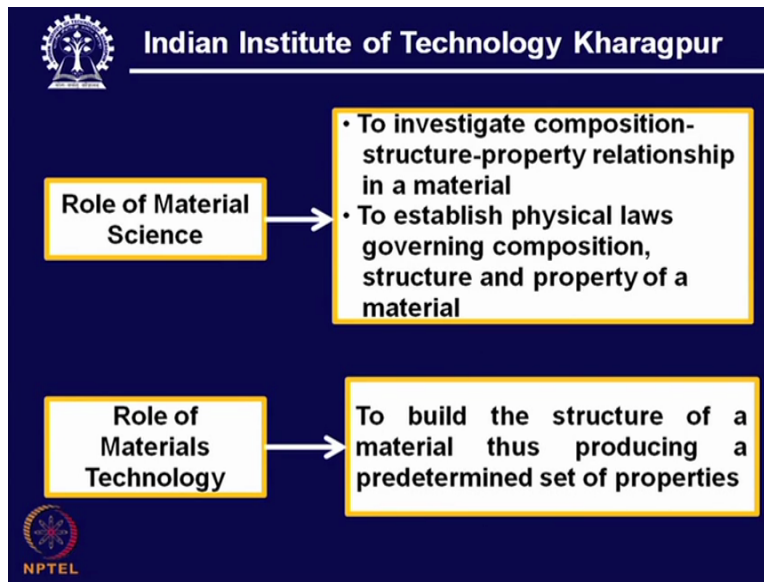 Indian Institute of Technology Kharagpur
Role of Material
Science
• To investigate composition-
structure-property relationship
in a material
• To establish physical laws
governing composition,
structure and property of a
material
Role of
Materials
Technology
To build the structure of a
material thus producing a
predetermined set of properties
NPTEL